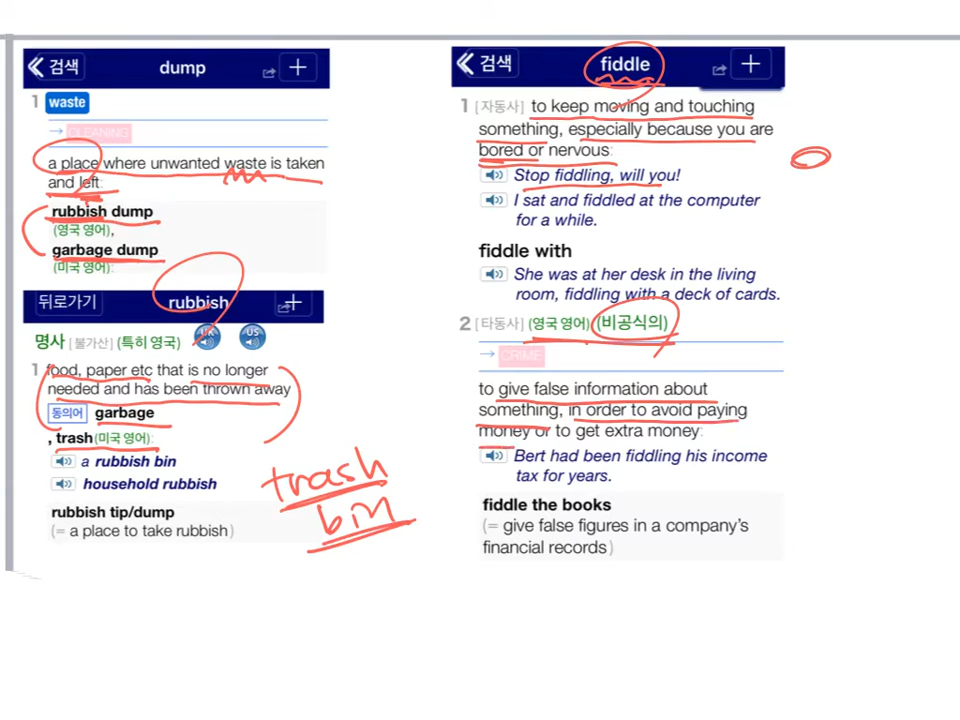 검색 dump
1 waste
→ CLEANING
a place where unwanted waste is taken
and left:
rubbish dump
(영국 영어),
garbage dump
(미국 영어):
뒤로가기 rubbish
명사 [불가산] (특히 영국) UK US
1 food, paper etc that is no longer
needed and has been thrown away
동의어 garbage
, trash(미국 영어):
a rubbish bin
household rubbish
rubbish tip/dump
(= a place to take rubbish)
trash
bin
검색 fiddle
1 [자동사] to keep moving and touching
something, especially because you are
bored or nervous:
Stop fiddling, will you!
I sat and fiddled at the computer
for a while.
fiddle with
She was at her desk in the living
room, fiddling with a deck of cards.
2 [타동사] (영국 영어) (비공식의)
→ CRIME
to give false information about
something, in order to avoid paying
money or to get extra money:
Bert had been fiddling his income
tax for years.
fiddle the books
(= give false figures in a company's
financial records)